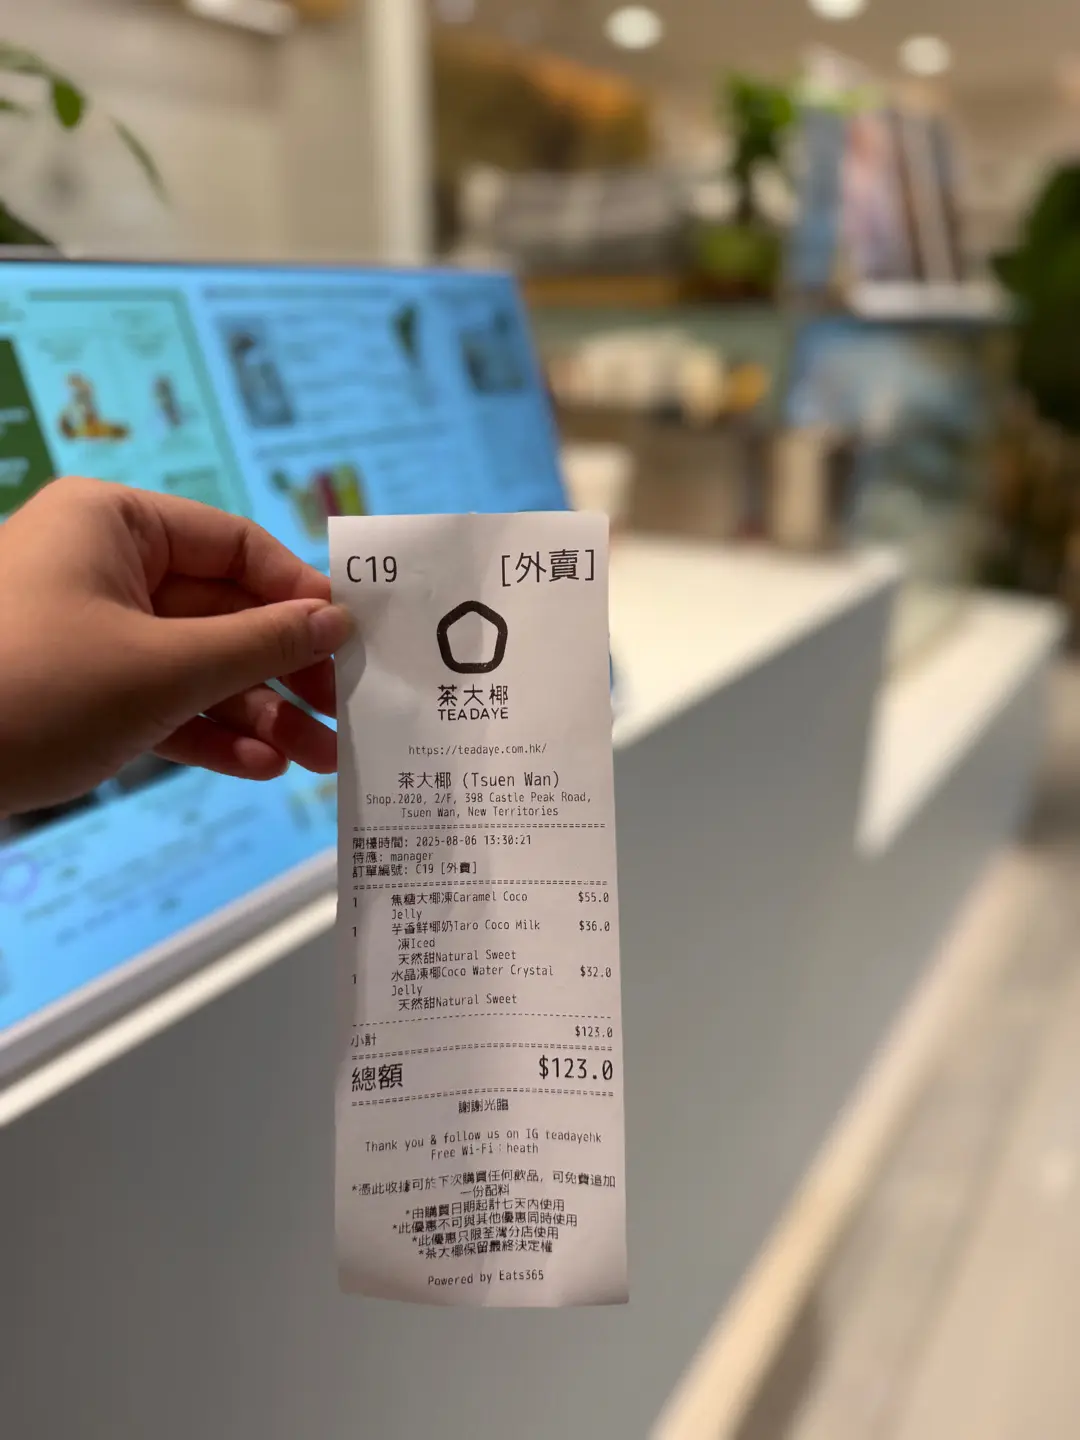 C19 [外賣]
茶大椰
TEADAYE
https://teadaye.com.hk/
茶大椰 (Tsuen Wan)
Shop.2020, 2/F, 398 Castle Peak Road,
Tsuen Wan, New Territories
開檯時間: 2025-08-06 13:30:21
侍應: manager
訂單編號: C19 [外賣]
1 焦糖大椰凍Caramel Coco $55.0
Jelly
1 芋香鮮椰奶Taro Coco Milk $36.0
凍Iced
天然甜Natural Sweet
1 水晶凍椰Coco Water Crystal $32.0
Jelly
天然甜Natural Sweet
小計 $123.0
總額 $123.0
謝謝光臨
Thank you & follow us on IG teadayehk
Free Wi-Fi：heath
*憑此收據可於下次購買任何飲品, 可免費追加
一份配料
*由購買日期起計七天內使用
*此優惠不可與其他優惠同時使用
*此優惠只限荃灣分店使用
*茶大椰保留最終決定權
Powered by Eats365